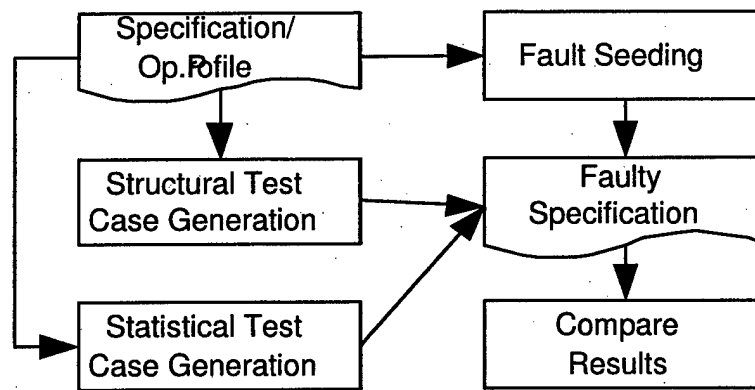 Specification/
Op.Pofile
Fault Seeding
Structural Test
Case Generation
Faulty
Specification
Statistical Test
Case Generation
Compare
Results